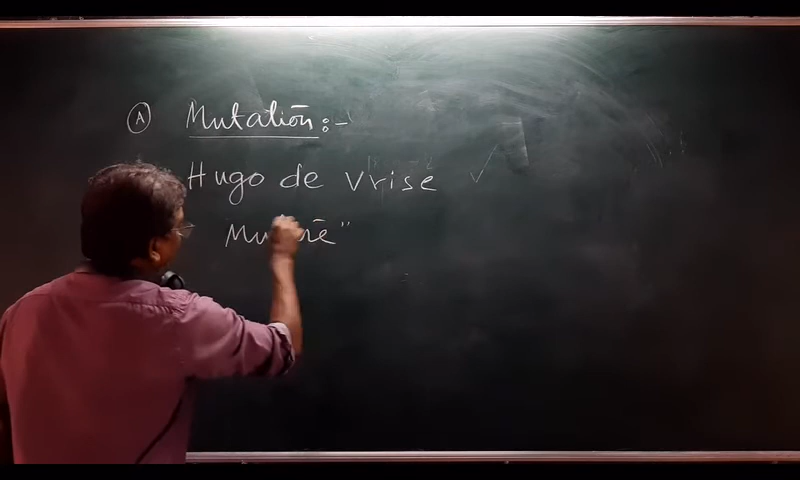 Ⓐ Mutation :-
Hugo de Vrise ✓